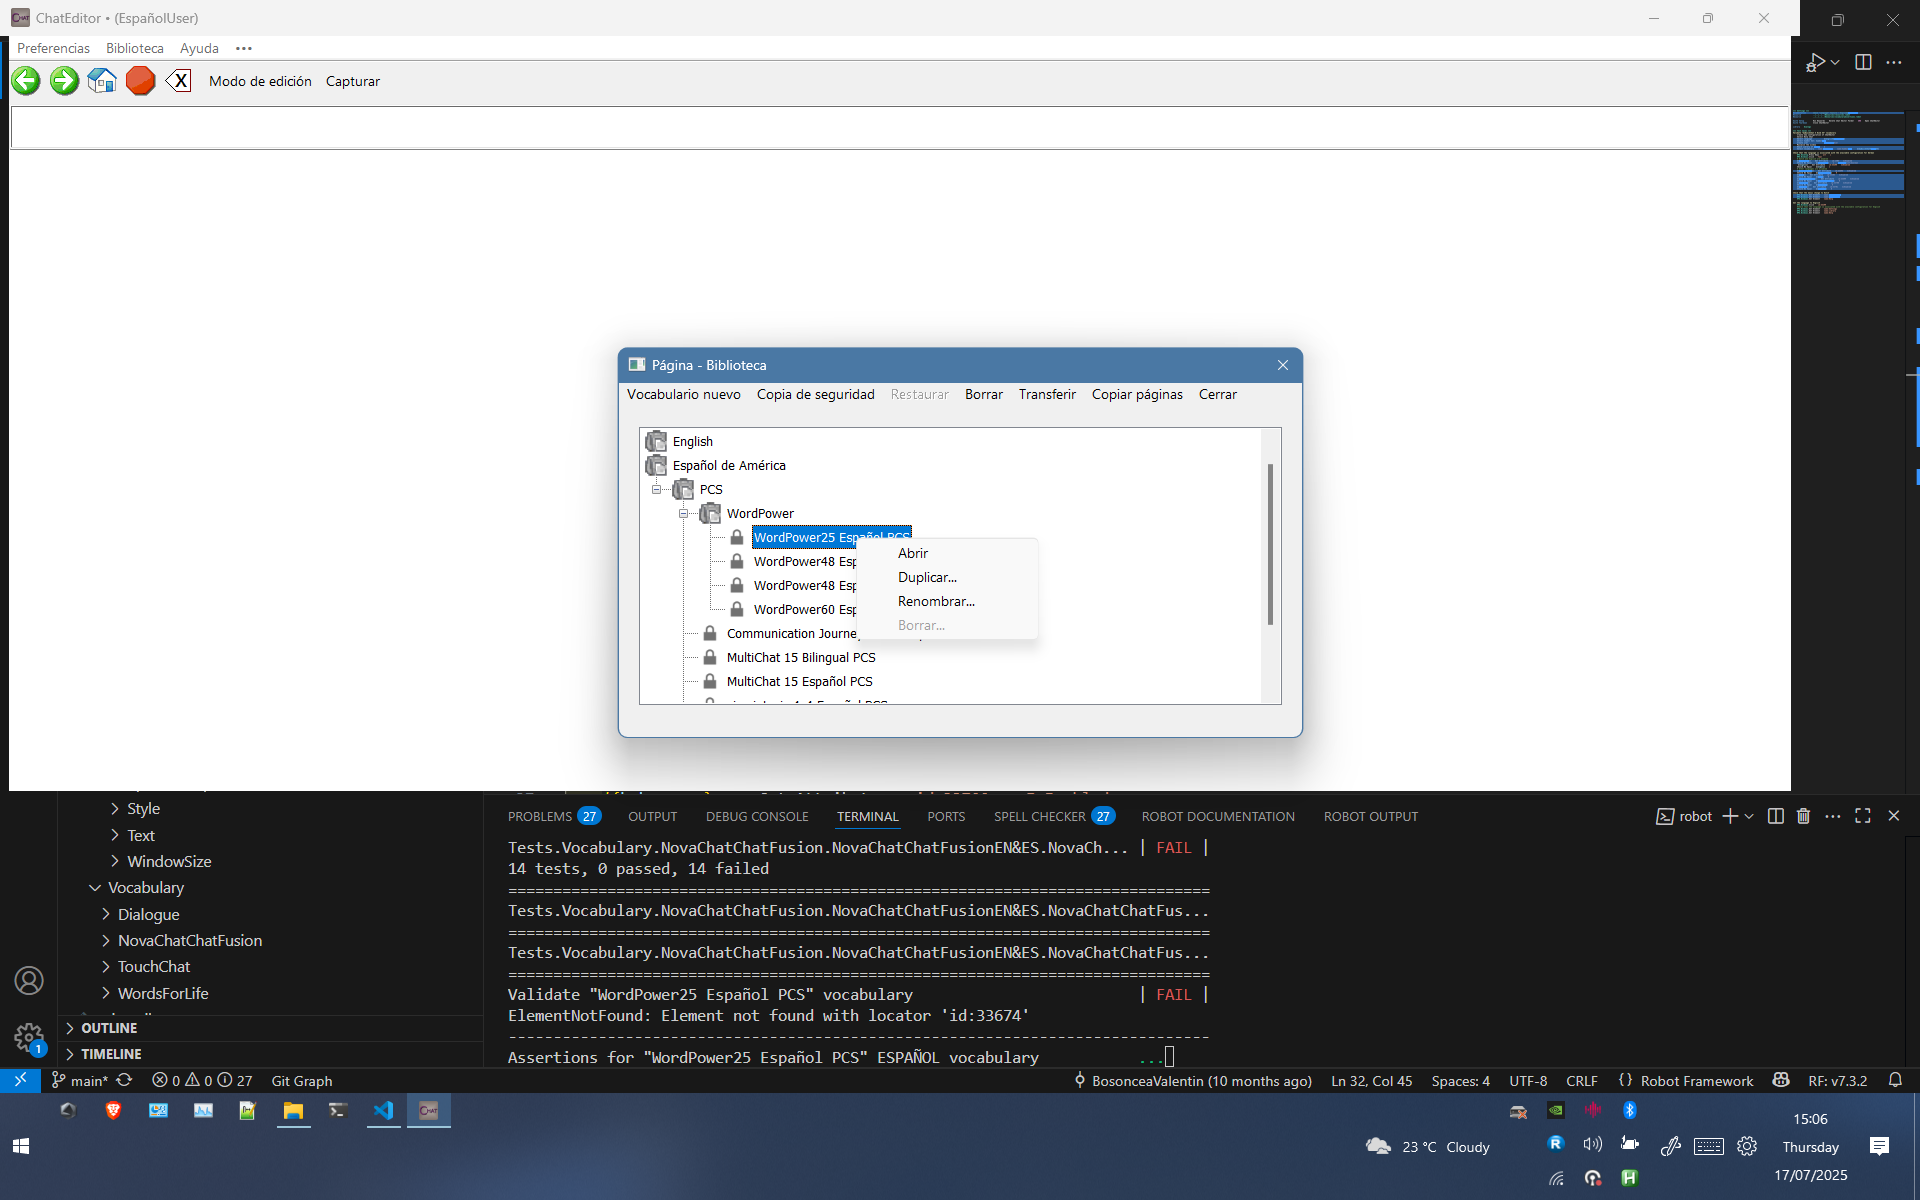 ChatEditor • (EspañolUser)
Preferencias Biblioteca Ayuda •••
X Modo de edición Capturar
Página - Biblioteca
Vocabulario nuevo Copia de seguridad Restaurar Borrar Transferir Copiar páginas Cerrar
English
Español de América
PCS
WordPower
WordPower25 Español PCS
WordPower48 Esp
WordPower48 Esp
WordPower60 Esp
Communication Journe
MultiChat 15 Bilingual PCS
MultiChat 15 Español PCS
Abrir
Duplicar...
Renombrar...
Borrar...
Style
Text
WindowSize
Vocabulary
Dialogue
NovaChatChatFusion
TouchChat
WordsForLife
OUTLINE
TIMELINE
PROBLEMS 27 OUTPUT DEBUG CONSOLE TERMINAL PORTS SPELL CHECKER 27 ROBOT DOCUMENTATION ROBOT OUTPUT robot
Tests.Vocabulary.NovaChatChatFusion.NovaChatChatFusionEN&ES.NovaCh... | FAIL |
14 tests, 0 passed, 14 failed
==============================================================================
Tests.Vocabulary.NovaChatChatFusion.NovaChatChatFusionEN&ES.NovaChatChatFus...
==============================================================================
Tests.Vocabulary.NovaChatChatFusion.NovaChatChatFusionEN&ES.NovaChatChatFus...
==============================================================================
Validate "WordPower25 Español PCS" vocabulary | FAIL |
ElementNotFound: Element not found with locator 'id:33674'
------------------------------------------------------------------------------
Assertions for "WordPower25 Español PCS" ESPAÑOL vocabulary ...
1
main* 0 0 27 Git Graph BosonceaValentin (10 months ago) Ln 32, Col 45 Spaces: 4 UTF-8 CRLF {} Robot Framework RF: v7.3.2
23 °C Cloudy
15:06
Thursday
17/07/2025